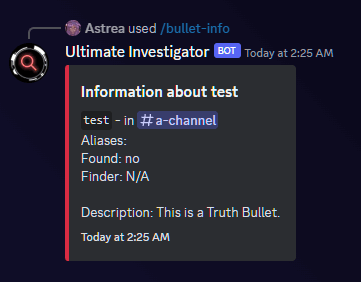 Astrea used /bullet-info
Ultimate Investigator BOT Today at 2:25 AM
Information about test
test - in #a-channel
Aliases:
Found: no
Finder: N/A
Description: This is a Truth Bullet.
Today at 2:25 AM